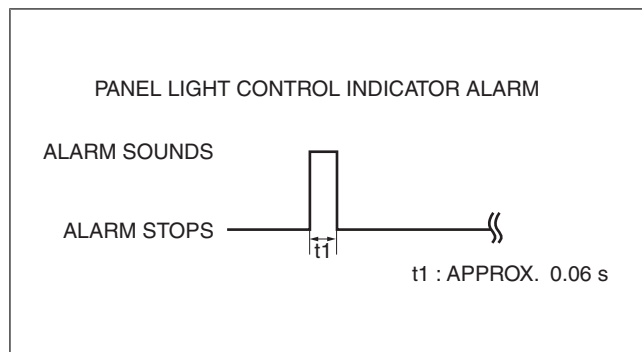 PANEL LIGHT CONTROL INDICATOR ALARM
ALARM SOUNDS
ALARM STOPS
t1
t1 : APPROX. 0.06 s